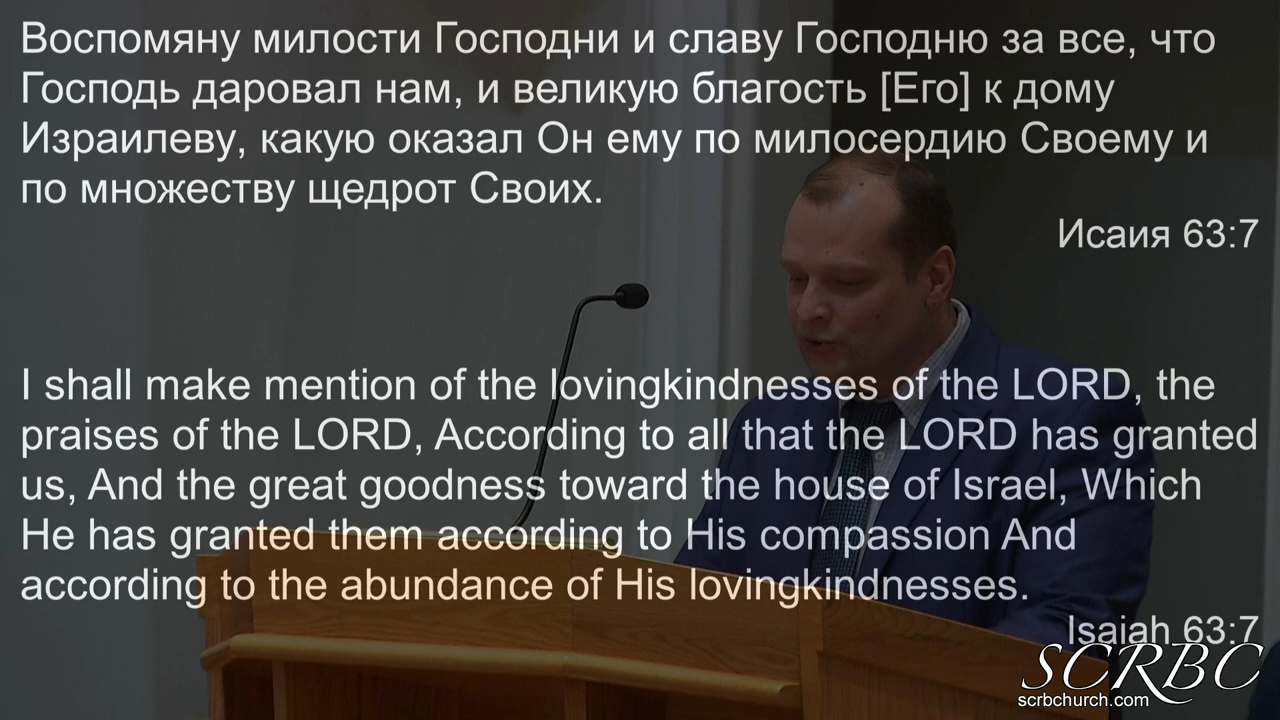 Воспомяну милости Господни и славу Господню за все, что
Господь даровал нам, и великую благость [Его] к дому
Израилеву, какую оказал Он ему по милосердию Своему и
по множеству щедрот Своих.
Исаия 63:7
I shall make mention of the lovingkindnesses of the LORD, the
praises of the LORD, According to all that the LORD has granted
us, And the great goodness toward the house of Israel, Which
He has granted them according to His compassion And
according to the abundance of His lovingkindnesses.
Isaiah 63:7
SCRBC
scrbchurch.com